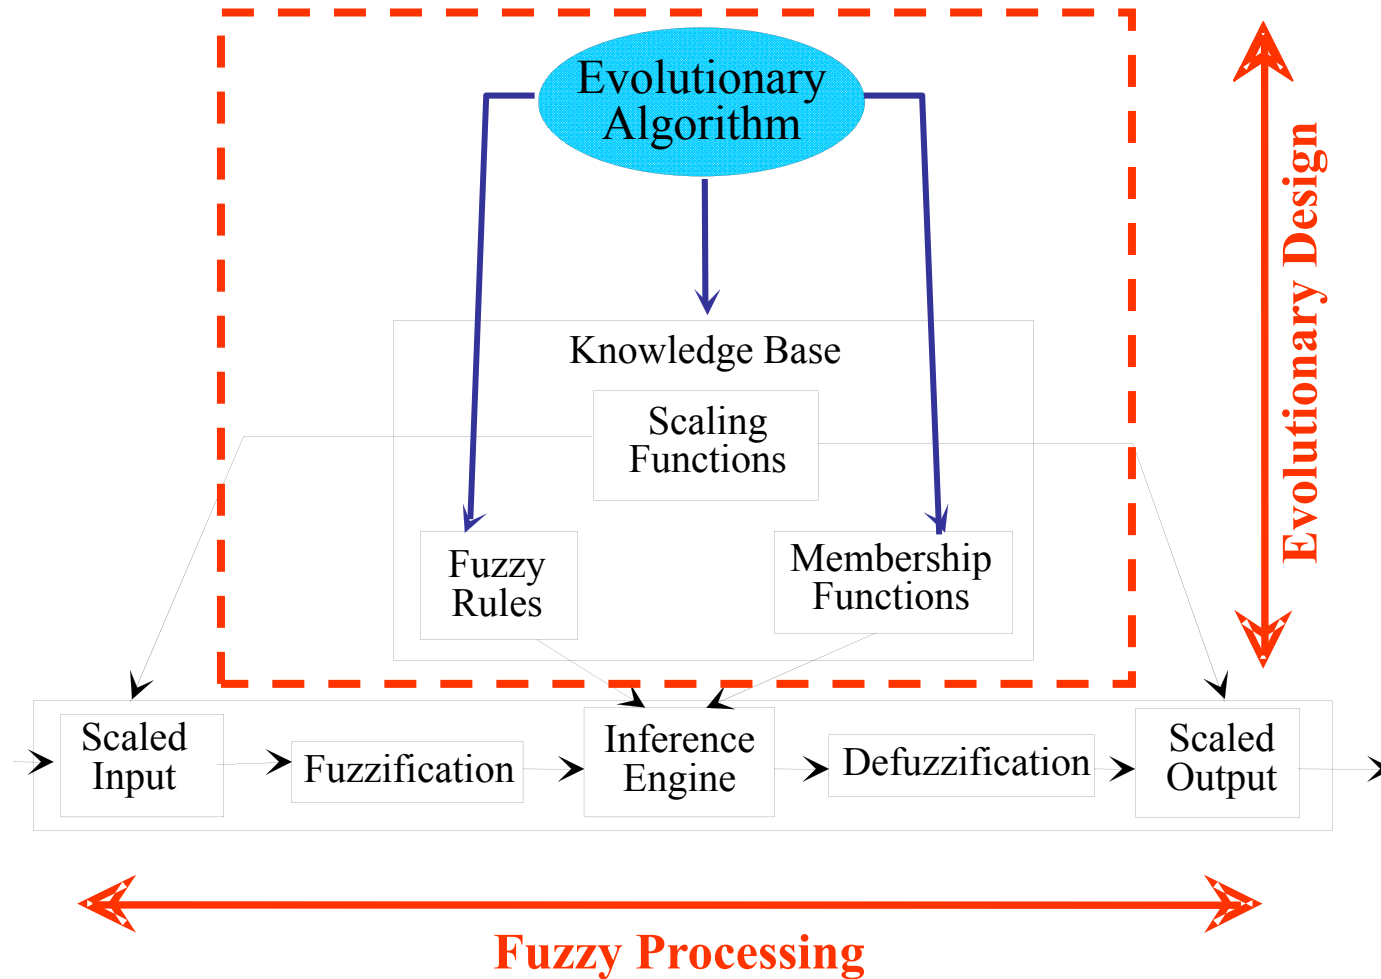 Evolutionary
Algorithm
Evolutionary Design
Knowledge Base
Scaling
Functions
Fuzzy
Rules
Membership
Functions
Scaled
Input
Fuzzification
Inference
Engine
Defuzzification
Scaled
Output
Fuzzy Processing